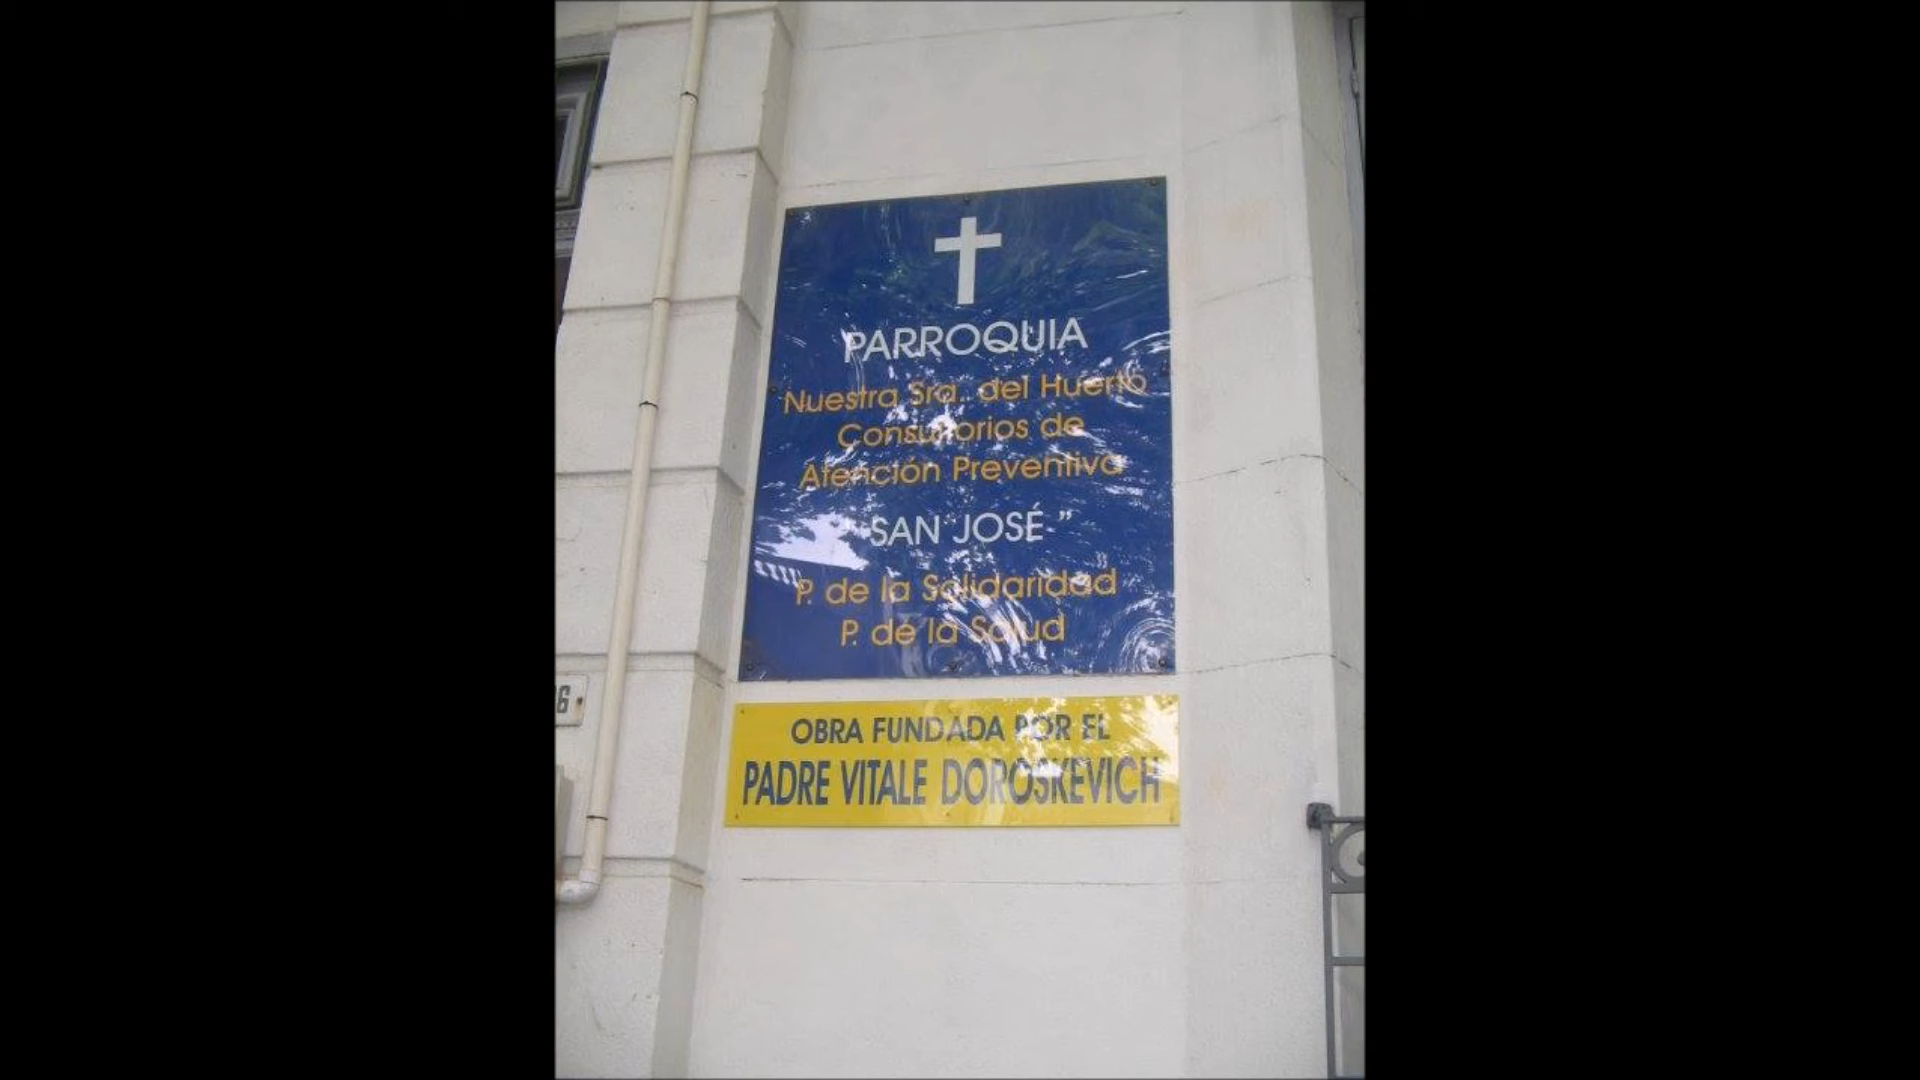 PARROQUIA
Nuestra Sra. del Huerto
Consultorios de
Atención Preventiva
" SAN JOSÉ "
P. de la Solidaridad
P. de la Salud
6
OBRA FUNDADA POR EL
PADRE VITALE DOROSKEVICH